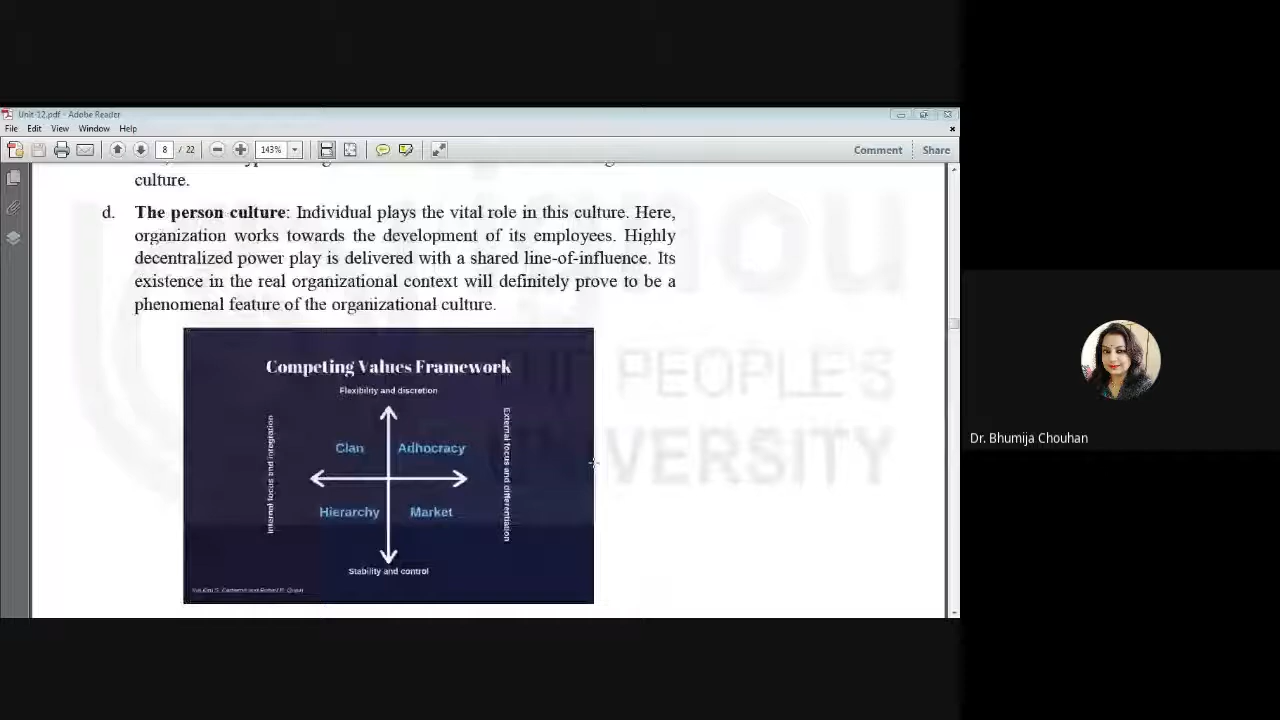 Unit-12.pdf - Adobe Reader
File Edit View Window Help
8 / 22 143% Comment Share
culture.
d. The person culture: Individual plays the vital role in this culture. Here,
organization works towards the development of its employees. Highly
decentralized power play is delivered with a shared line-of-influence. Its
existence in the real organizational context will definitely prove to be a
phenomenal feature of the organizational culture.
Competing Values Framework
Flexibility and discretion
Internal focus and integration
External focus and differentiation
Clan Adhocracy
Hierarchy Market
Stability and control
ignou
THE PEOPLE'S
UNIVERSITY
Dr. Bhumija Chouhan